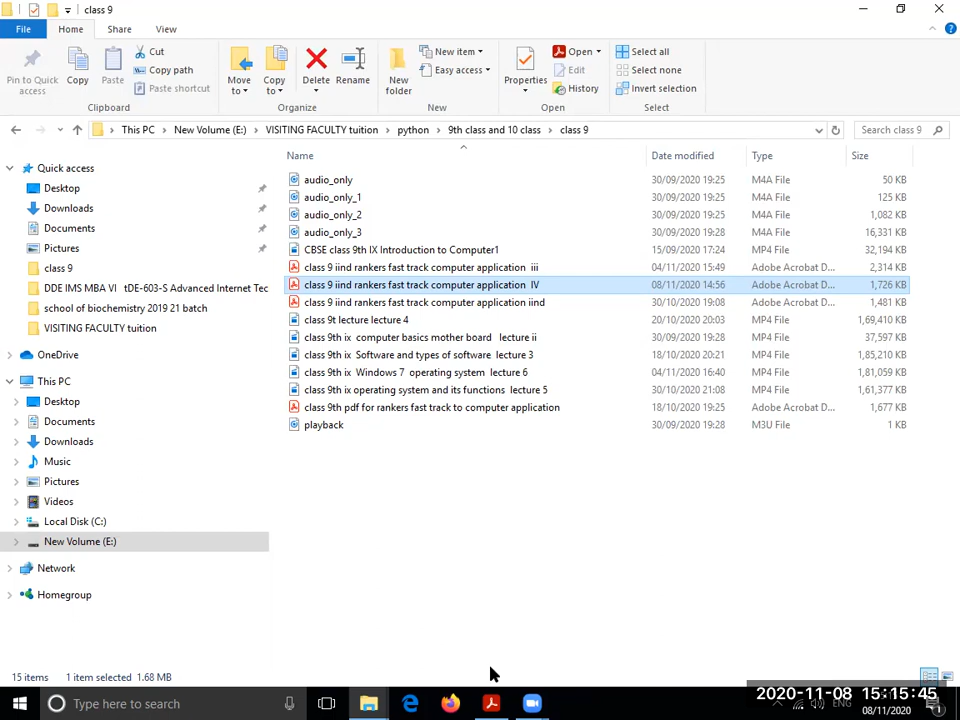 class 9
File Home Share View
Pin to Quick access
Copy
Paste
Cut
Copy path
Paste shortcut
Clipboard
Move to
Copy to
Delete
Rename
Organize
New folder
New item
Easy access
New
Properties
Open
Edit
History
Open
Select all
Select none
Invert selection
Select
This PC > New Volume (E:) > VISITING FACULTY tuition > python > 9th class and 10 class > class 9
Search class 9
Quick access
Desktop
Downloads
Documents
Pictures
class 9
DDE IMS MBA VI tDE-603-S Advanced Internet Tec
school of biochemistry 2019 21 batch
VISITING FACULTY tuition
OneDrive
This PC
Desktop
Documents
Downloads
Music
Pictures
Videos
Local Disk (C:)
New Volume (E:)
Network
Homegroup
Name Date modified Type Size
audio_only 30/09/2020 19:25 M4A File 50 KB
audio_only_1 30/09/2020 19:25 M4A File 125 KB
audio_only_2 30/09/2020 19:25 M4A File 1,082 KB
audio_only_3 30/09/2020 19:28 M4A File 16,331 KB
CBSE class 9th IX Introduction to Computer1 15/09/2020 17:24 MP4 File 32,194 KB
class 9 iind rankers fast track computer application iii 04/11/2020 15:49 Adobe Acrobat D... 2,314 KB
class 9 iind rankers fast track computer application IV 08/11/2020 14:56 Adobe Acrobat D... 1,726 KB
class 9 iind rankers fast track computer application iind 30/10/2020 19:08 Adobe Acrobat D... 1,481 KB
class 9t lecture lecture 4 20/10/2020 20:03 MP4 File 1,69,410 KB
class 9th ix computer basics mother board lecture ii 30/09/2020 19:28 MP4 File 37,597 KB
class 9th ix Software and types of software lecture 3 18/10/2020 20:21 MP4 File 1,85,210 KB
class 9th ix Windows 7 operating system lecture 6 04/11/2020 16:40 MP4 File 1,81,059 KB
class 9th ix operating system and its functions lecture 5 30/10/2020 21:08 MP4 File 1,61,377 KB
class 9th pdf for rankers fast track to computer application 18/10/2020 19:25 Adobe Acrobat D... 1,677 KB
playback 30/09/2020 19:28 M3U File 1 KB
15 items 1 item selected 1.68 MB
Type here to search
2020-11-08 15:15:45
ENG
08/11/2020